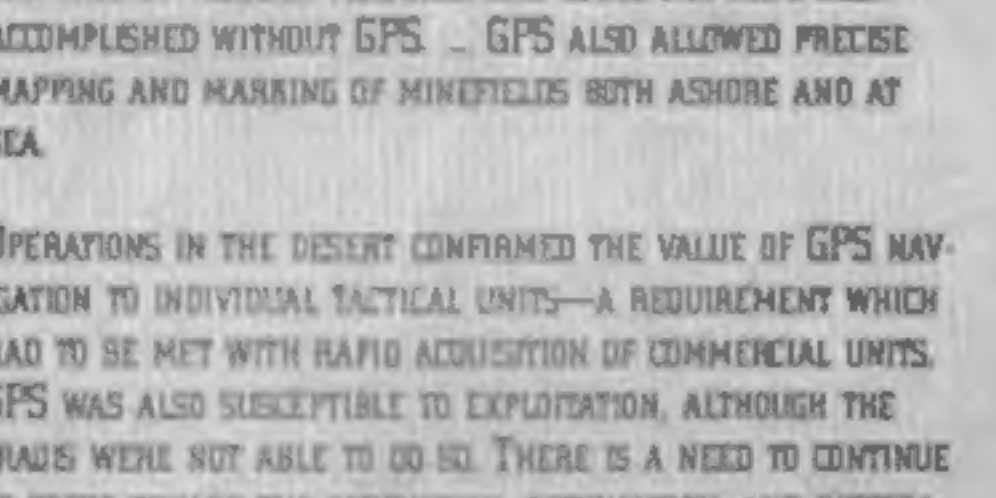 ACCOMPLISHED WITHOUT GPS. … GPS ALSO ALLOWED PRECISE
MAPPING AND MARKING OF MINEFIELDS BOTH ASHORE AND AT
SEA.
OPERATIONS IN THE DESERT CONFIRMED THE VALUE OF GPS NAV-
IGATION TO INDIVIDUAL TACTICAL UNITS—A REQUIREMENT WHICH
HAD TO BE MET WITH RAPID ACQUISITION OF COMMERCIAL UNITS.
GPS WAS ALSO SUSCEPTIBLE TO EXPLOITATION, ALTHOUGH THE
IRAQIS WERE NOT ABLE TO DO SO. THERE IS A NEED TO CONTINUE